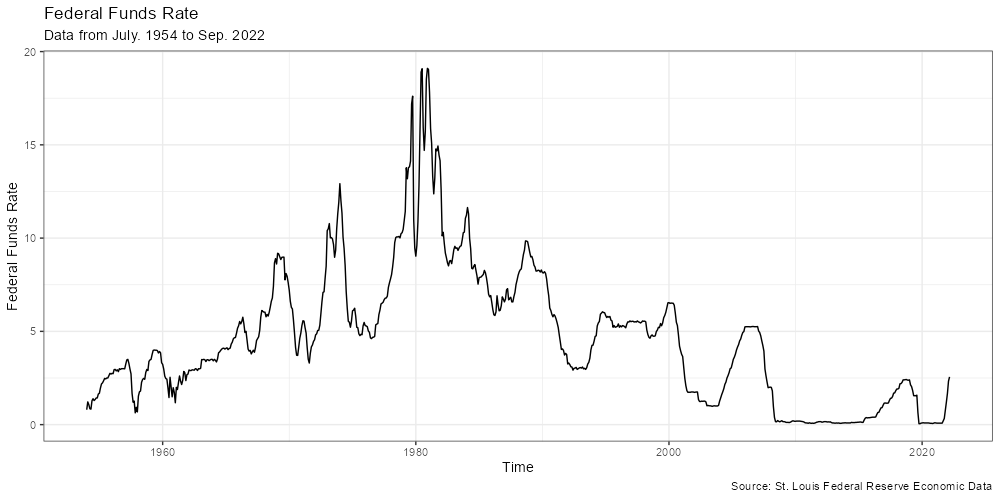 Federal Funds Rate
Data from July. 1954 to Sep. 2022
20
15
10
5
0
Federal Funds Rate
1960
1980
2000
2020
Time
Source: St. Louis Federal Reserve Economic Data